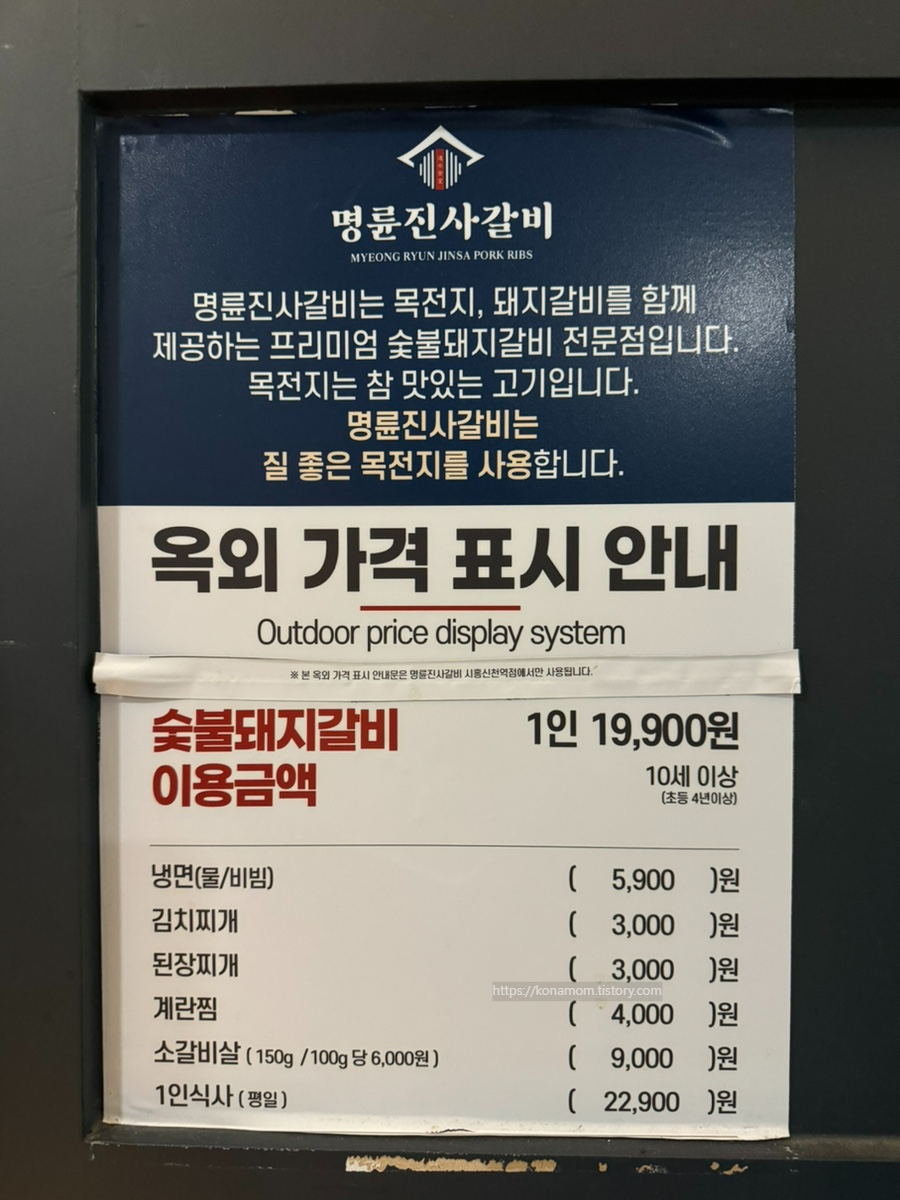 명륜진사갈비
MYEONG RYUN JINSA PORK RIBS
명륜진사갈비는 목전지, 돼지갈비를 함께
제공하는 프리미엄 숯불돼지갈비 전문점입니다.
목전지는 참 맛있는 고기입니다.
명륜진사갈비는
질 좋은 목전지를 사용합니다.
옥외 가격 표시 안내
Outdoor price display system
※ 본 옥외 가격 표시 안내문은 명륜진사갈비 시흥신천역점에서만 사용됩니다.
숯불돼지갈비 1인 19,900원
이용금액 10세 이상
(초등 4년이상)
냉면(물/비빔) ( 5,900 )원
김치찌개 ( 3,000 )원
된장찌개 ( 3,000 )원
https://konamom.tistory.com
계란찜 ( 4,000 )원
소갈비살 ( 150g /100g 당 6,000원 ) ( 9,000 )원
1인식사 ( 평일 ) ( 22,900 )원